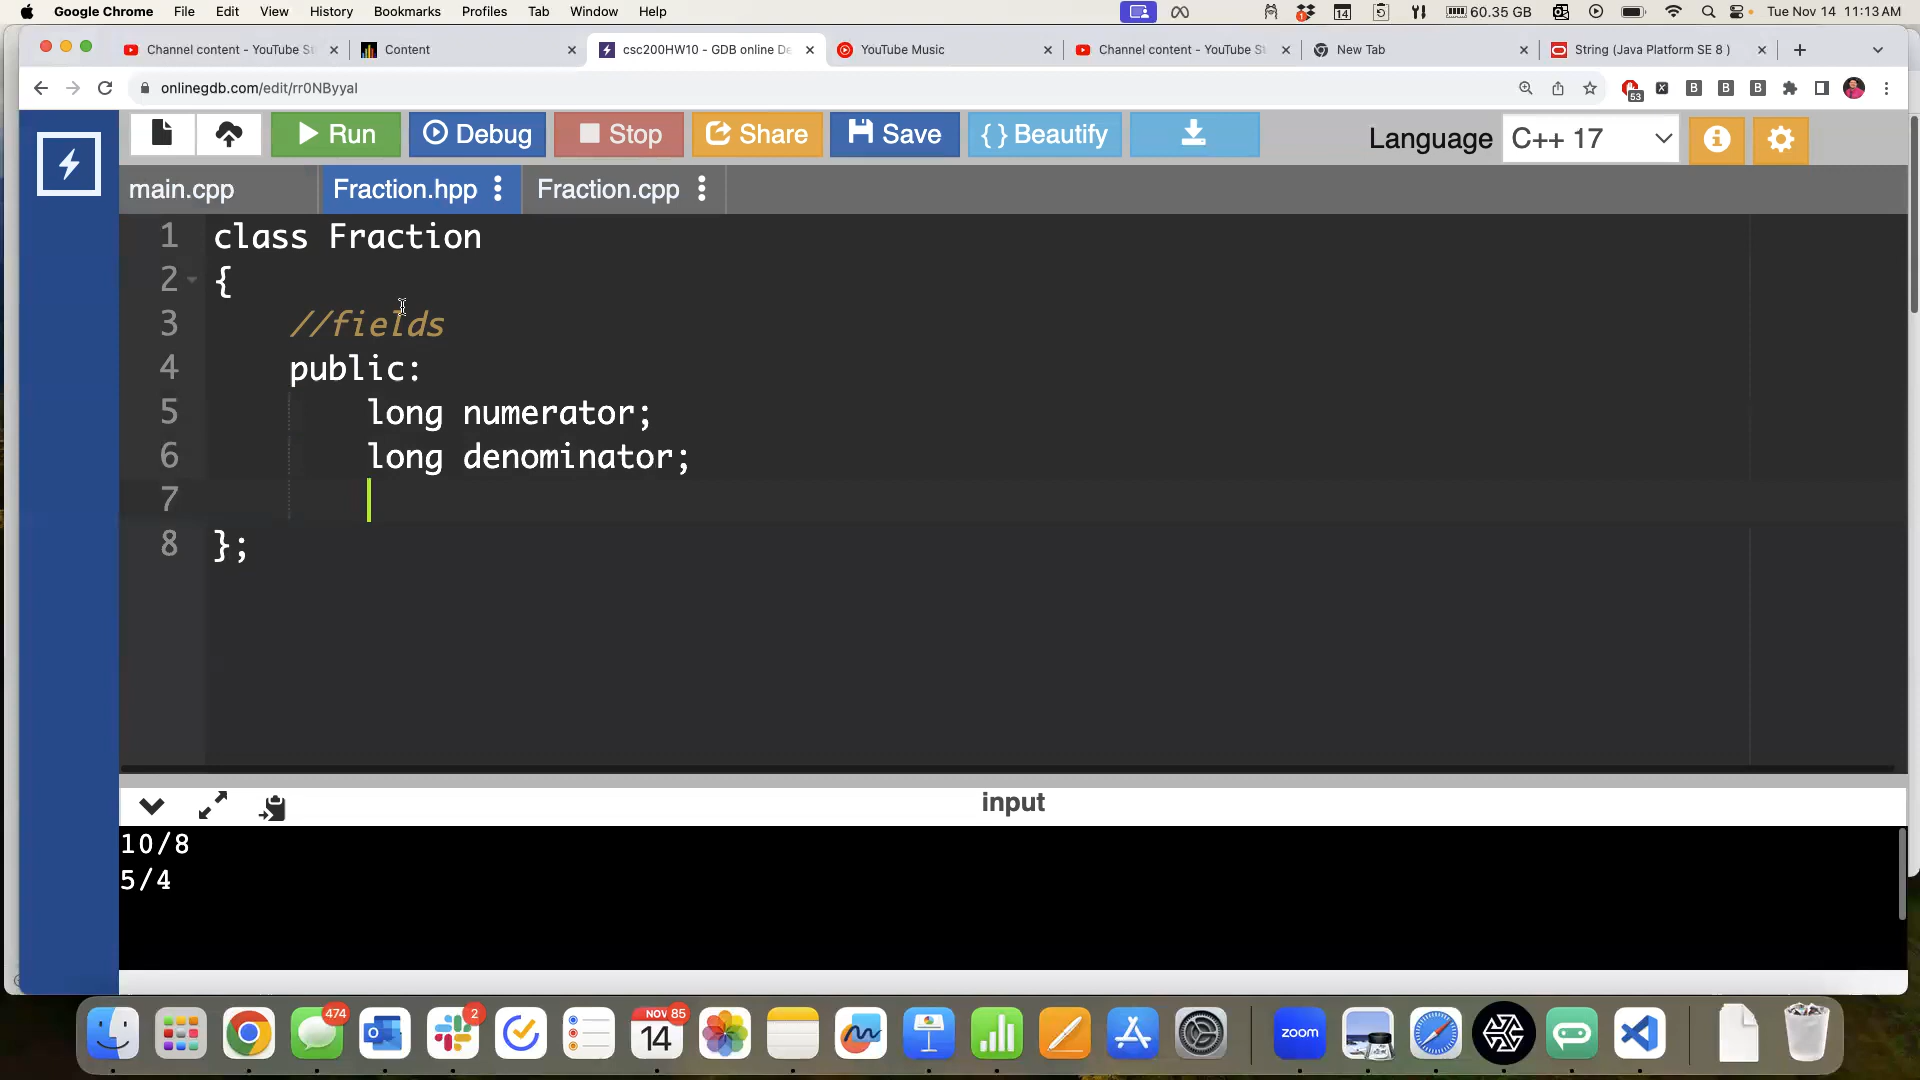 Google Chrome File Edit View History Bookmarks Profiles Tab Window Help 14 60.35 GB Tue Nov 14 11:13 AM
Channel content - YouTube St Content csc200HW10 - GDB online De YouTube Music Channel content - YouTube St New Tab String (Java Platform SE 8 )
onlinegdb.com/edit/rr0NByyal 53 X B B B
Run Debug Stop Share Save {} Beautify Language C++ 17
main.cpp Fraction.hpp Fraction.cpp
1 class Fraction
2 {
3 //fields
4 public:
5 long numerator;
6 long denominator;
7
8 };
input
10/8
5/4
474 2 NOV 85 14 zoom